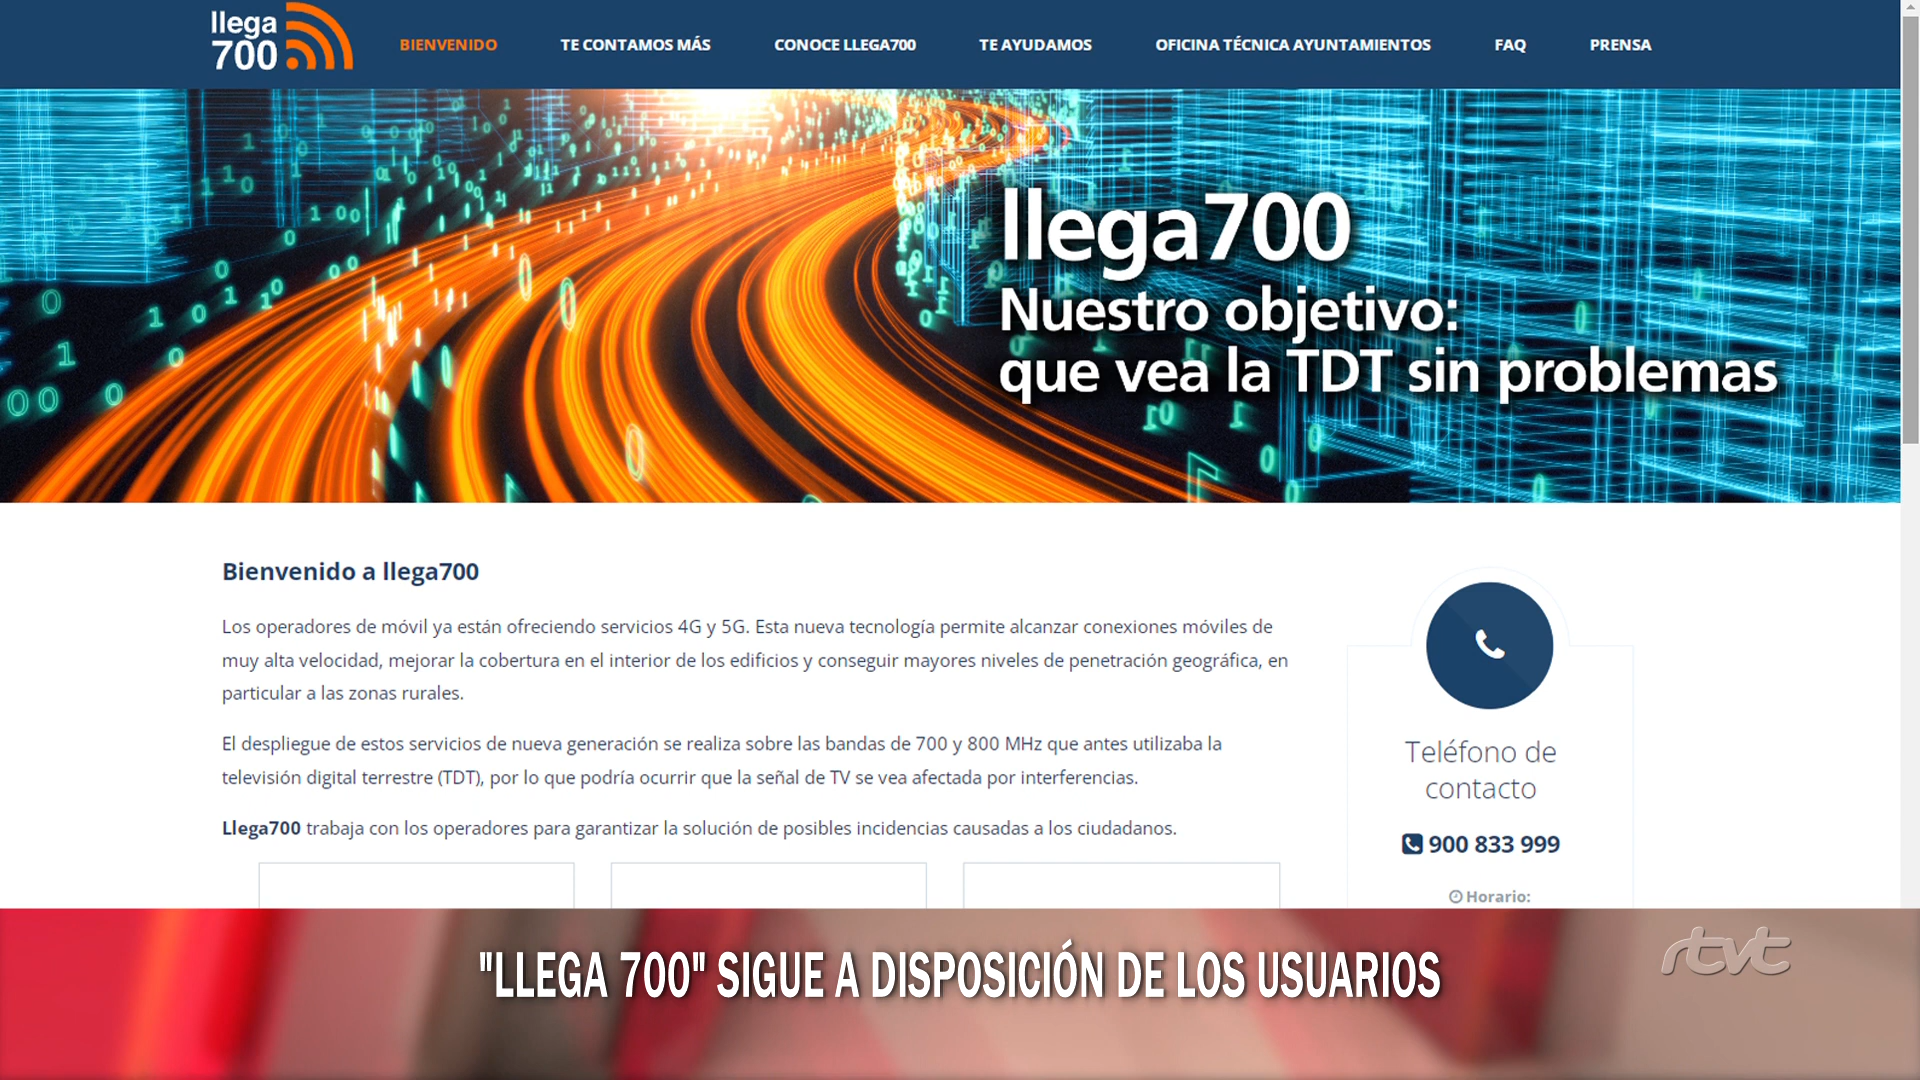 llega
700
BIENVENIDO
TE CONTAMOS MÁS
CONOCE LLEGA700
TE AYUDAMOS
OFICINA TÉCNICA AYUNTAMIENTOS
FAQ
PRENSA
llega700
Nuestro objetivo:
que vea la TDT sin problemas
Bienvenido a llega700
Los operadores de móvil ya están ofreciendo servicios 4G y 5G. Esta nueva tecnología permite alcanzar conexiones móviles de
muy alta velocidad, mejorar la cobertura en el interior de los edificios y conseguir mayores niveles de penetración geográfica, en
particular a las zonas rurales.
El despliegue de estos servicios de nueva generación se realiza sobre las bandas de 700 y 800 MHz que antes utilizaba la
televisión digital terrestre (TDT), por lo que podría ocurrir que la señal de TV se vea afectada por interferencias.
Llega700 trabaja con los operadores para garantizar la solución de posibles incidencias causadas a los ciudadanos.
Teléfono de
contacto
900 833 999
Horario:
"LLEGA 700" SIGUE A DISPOSICIÓN DE LOS USUARIOS
rtvt